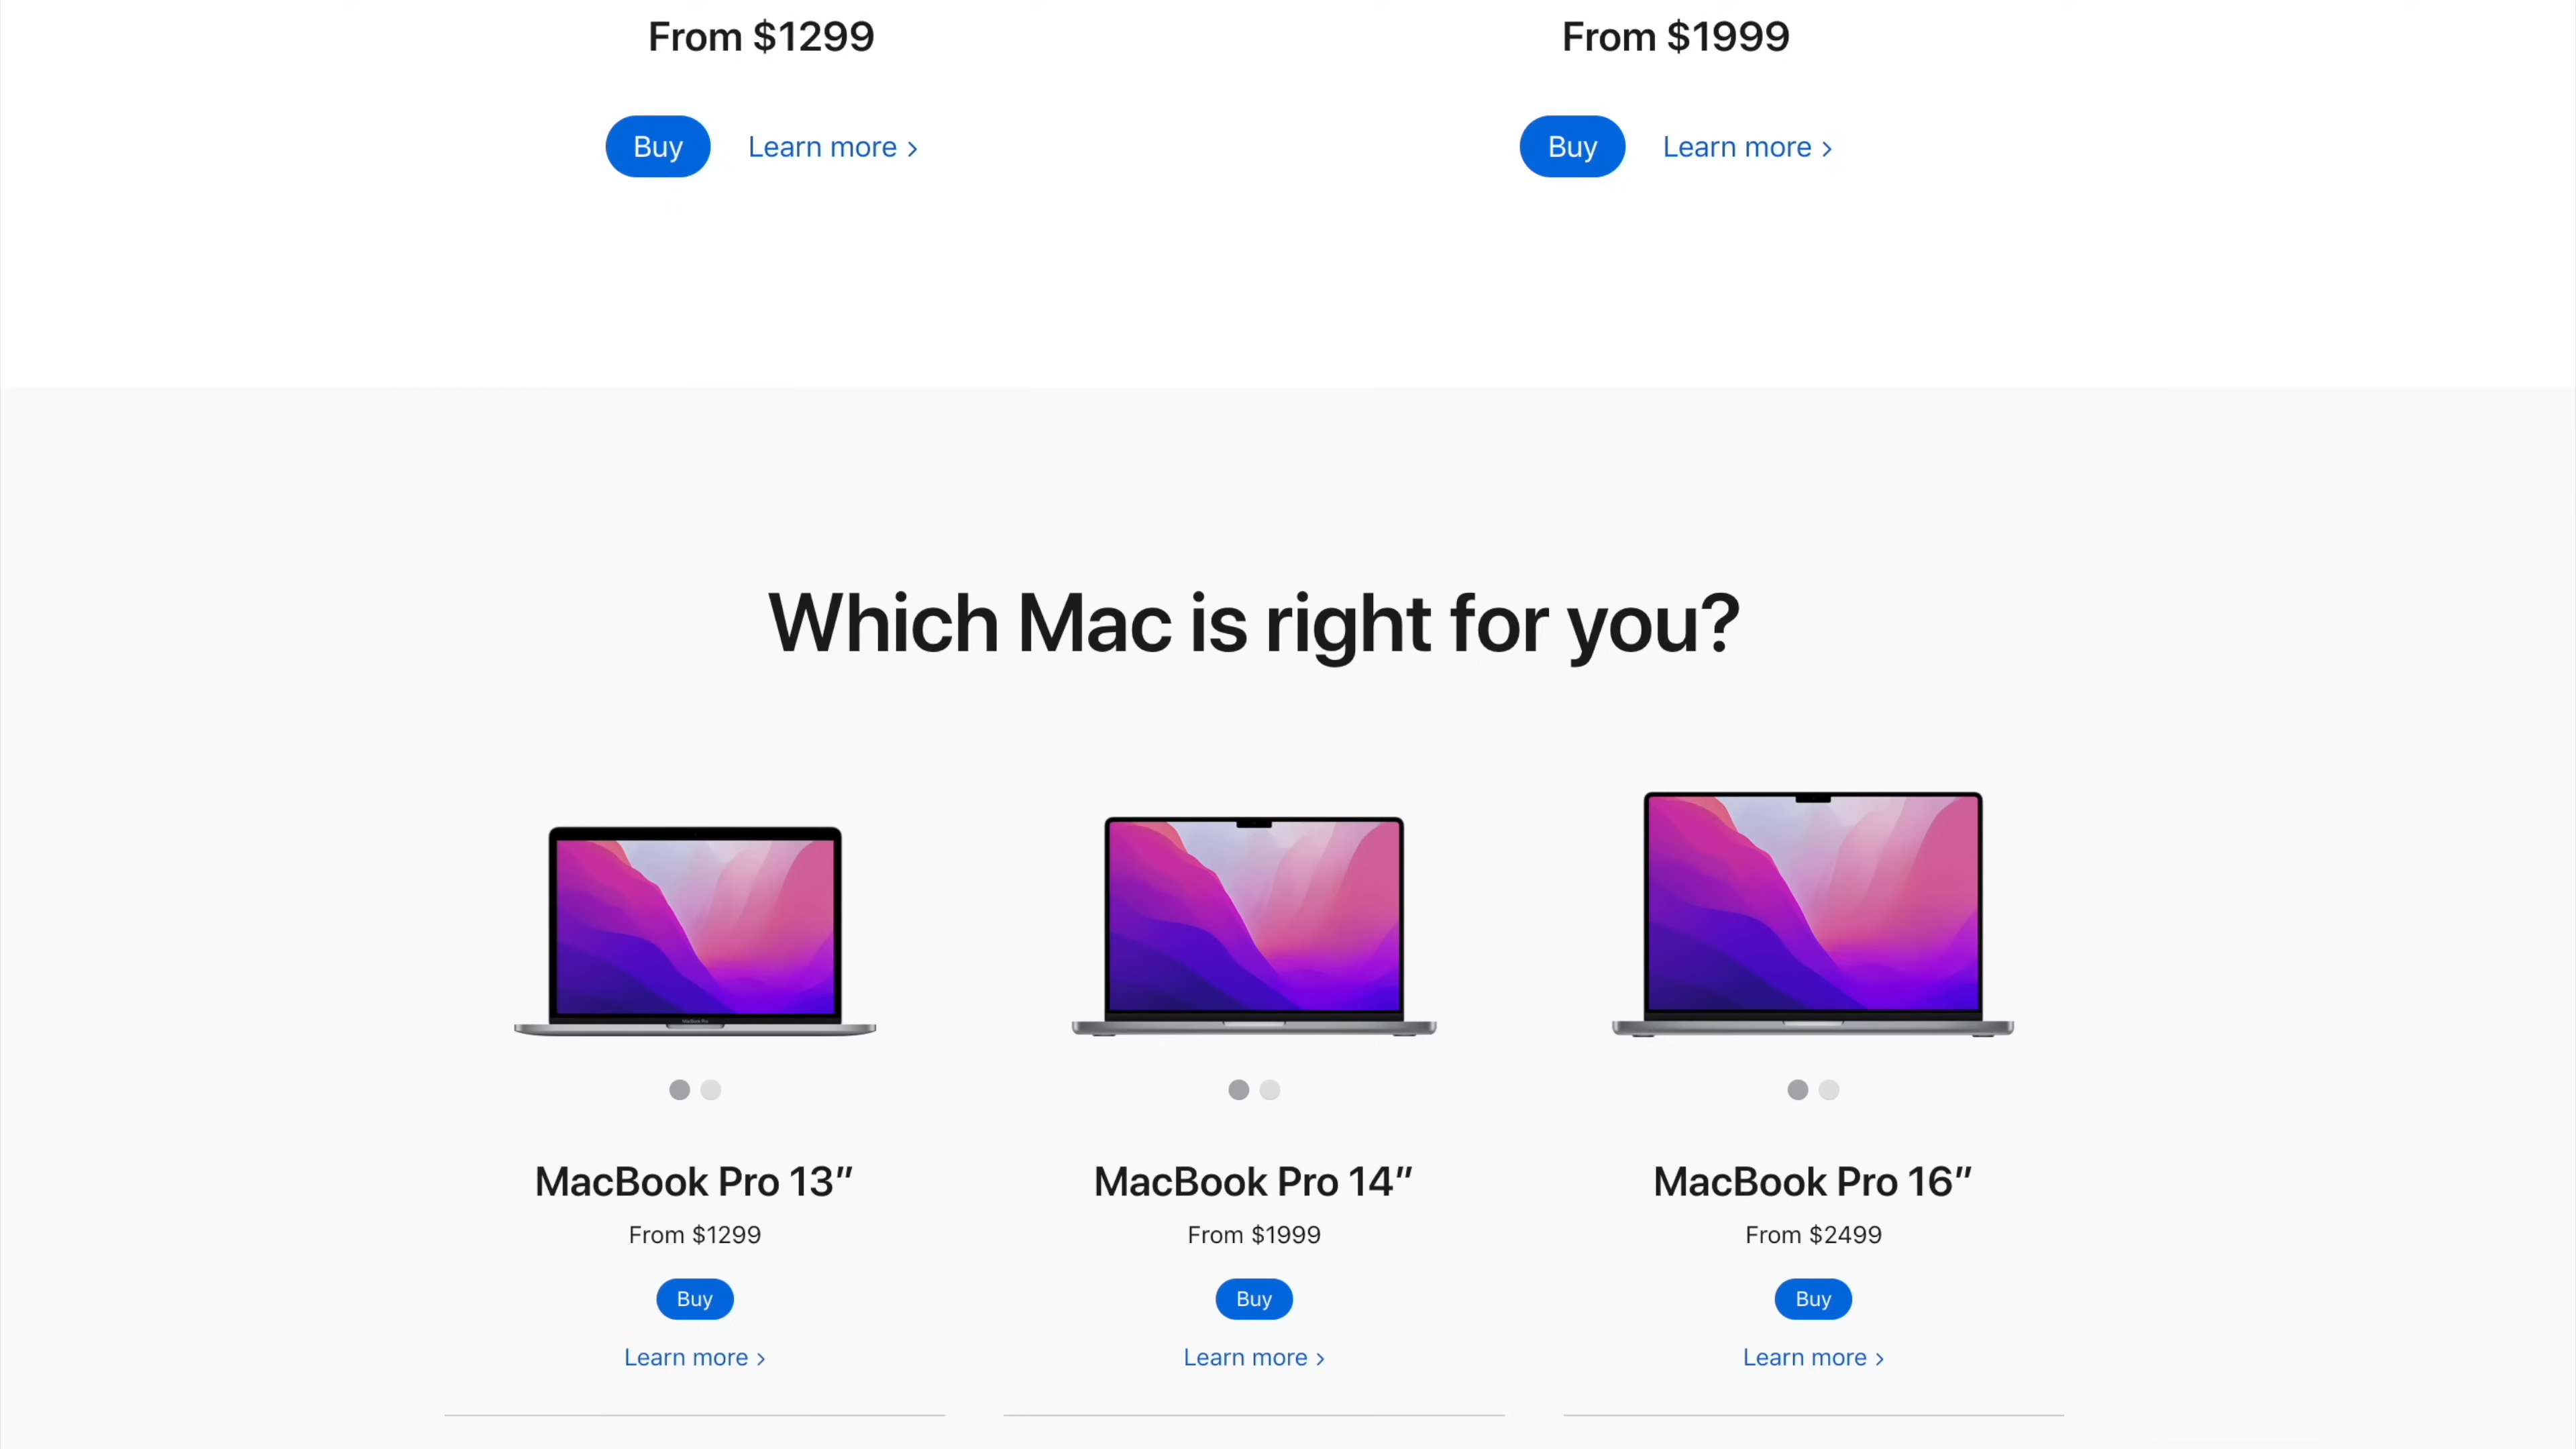 From $1299
From $1999
Buy
Learn more >
Buy
Learn more >
Which Mac is right for you?
MacBook Pro
MacBook Pro 13″
MacBook Pro 14″
MacBook Pro 16″
From $1299
From $1999
From $2499
Buy
Buy
Buy
Learn more >
Learn more >
Learn more >